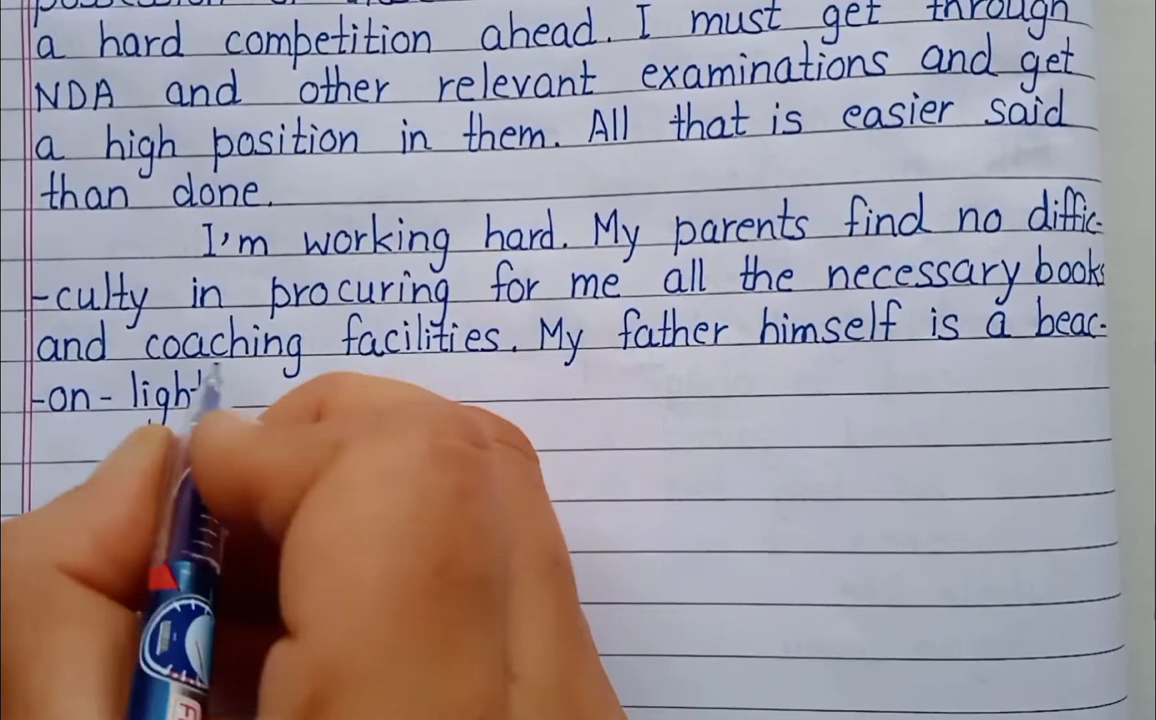 a hard competition ahead. I must get through
NDA and other relevant examinations and get
a high position in them. All that is easier said
than done.
I'm working hard. My parents find no diffic-
-culty in procuring for me all the necessary books
and coaching facilities. My father himself is a beac-
-on- light